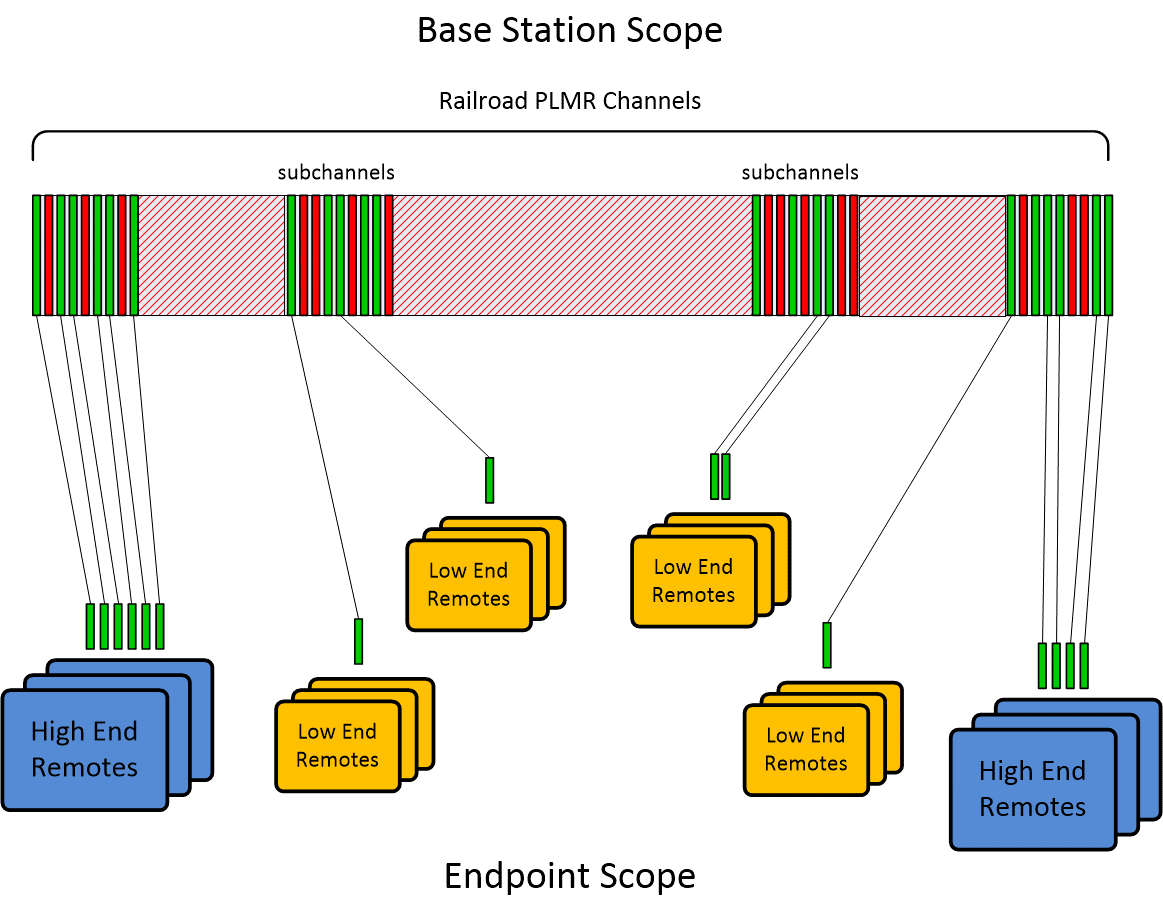 Base Station Scope
Railroad PLMR Channels
subchannels
subchannels
Low End
Remotes
Low End
Remotes
High End
Remotes
Low End
Remotes
Low End
Remotes
High End
Remotes
Endpoint Scope